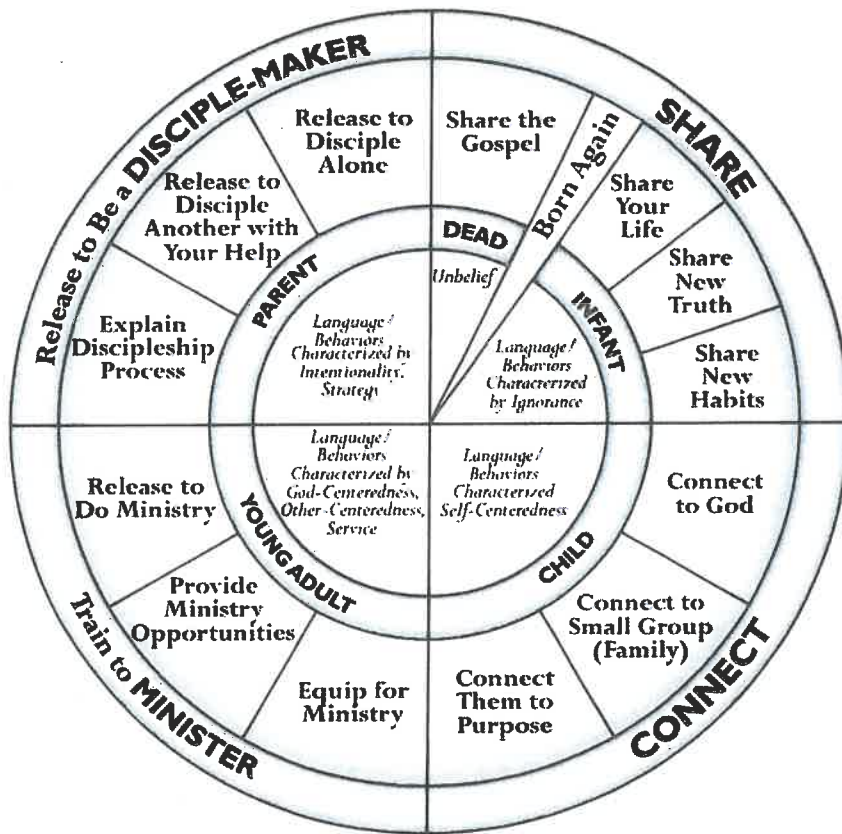 SHARE
Share the
Gospel
Born Again
Share
Your
Life
Share
New
Truth
Share
New
Habits
DEAD
Unbelief
INFANT
Language/
Behaviors
Characterized
by Ignorance
CONNECT
Connect
to God
Connect to
Small Group
(Family)
Connect
Them to
Purpose
CHILD
Language/
Behaviors
Characterized
Self-Centeredness
Train to MINISTER
Equip for
Ministry
Provide
Ministry
Opportunities
Release to
Do Ministry
YOUNG ADULT
Language/
Behaviors
Characterized by
God-Centeredness,
Other-Centeredness,
Service
Release to Be a DISCIPLE-MAKER
Explain
Discipleship
Process
Release to
Disciple
Another with
Your Help
Release to
Disciple
Alone
PARENT
Language/
Behaviors
Characterized by
Intentionality,
Strategy